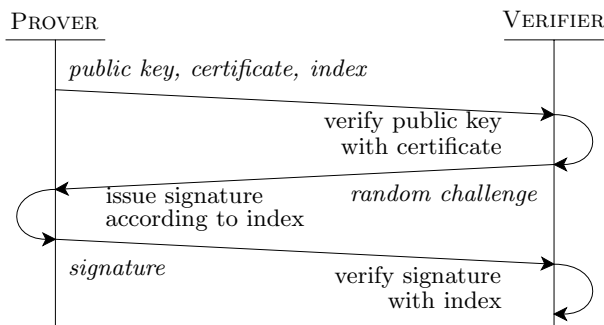 PROVER
VERIFIER
public key, certificate, index
verify public key
with certificate
random challenge
issue signature
according to index
signature
verify signature
with index